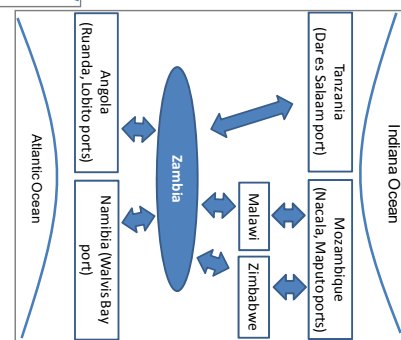 Indiana Ocean
Tanzania
(Dar es Salaam port)
Mozambique
(Nacala, Maputo ports)
Malawi
Zimbabwe
Zambia
Angola
(Ruanda, Lobito ports)
Namibia (Walvis Bay
port)
Atlantic Ocean